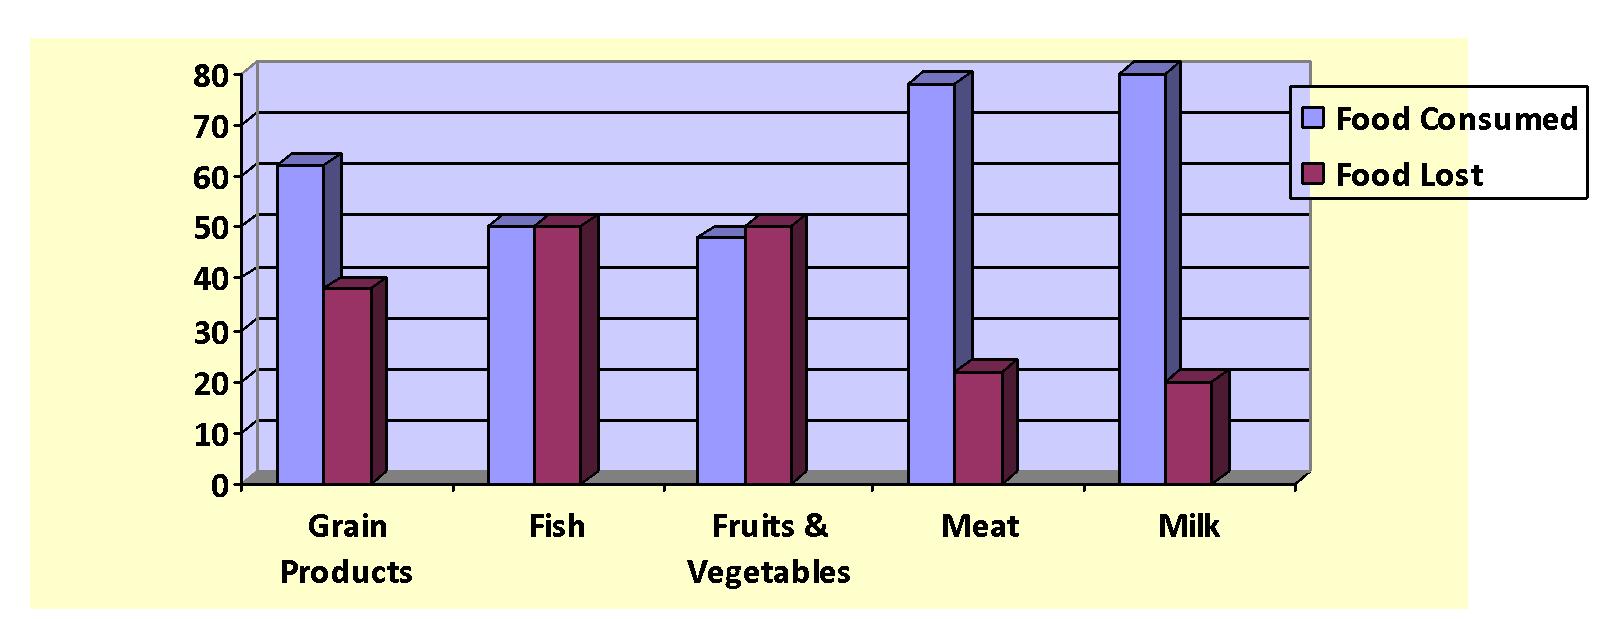 80
70
60
50
40
30
20
10
0
Grain
Products
Fish
Fruits &
Vegetables
Meat
Milk
Food Consumed
Food Lost